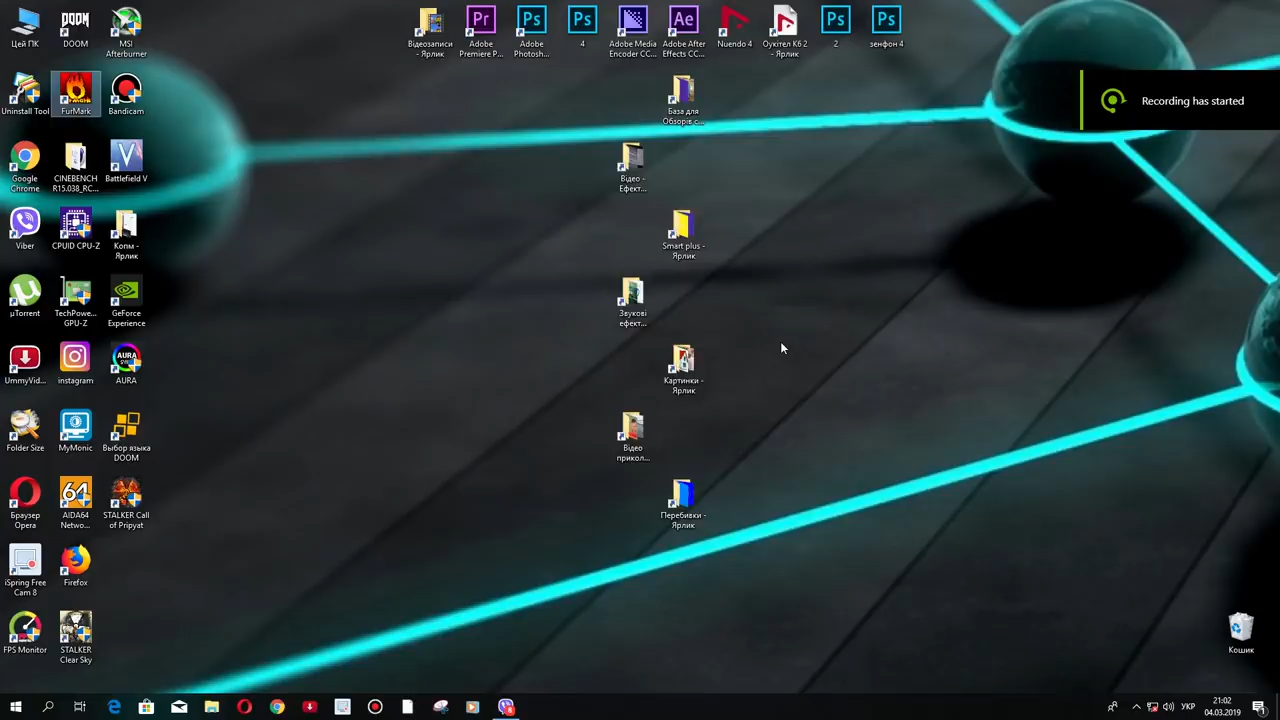 Цей ПК
DOOM
MSI
Afterburner
Відеозаписи
- Ярлик
Adobe
Premiere P...
Adobe
Photosh...
4
Adobe Media
Encoder CC...
Adobe After
Effects CC...
Nuendo 4
Оукітел K6 2
- Ярлик
2
зенфон 4
Recording has started
Uninstall Tool
FurMark
Bandicam
База для
Обзорів с...
Google
Chrome
CINEBENCH
R15.038_RC...
Battlefield V
Відео -
Ефект...
Viber
CPUID CPU-Z
Копм -
Ярлик
Smart plus -
Ярлик
µTorrent
TechPowe...
GPU-Z
GeForce
Experience
Звукові
ефект...
UmmyVid...
instagram
AURA
Картинки -
Ярлик
Folder Size
MyMonic
Выбор языка
DOOM
Відео
прикол...
Браузер
Opera
AIDA64
Netwo...
STALKER Call
of Pripyat
Перебивки -
Ярлик
iSpring Free
Cam 8
Firefox
FPS Monitor
STALKER
Clear Sky
Кошик
УКР
21:02
04.03.2019